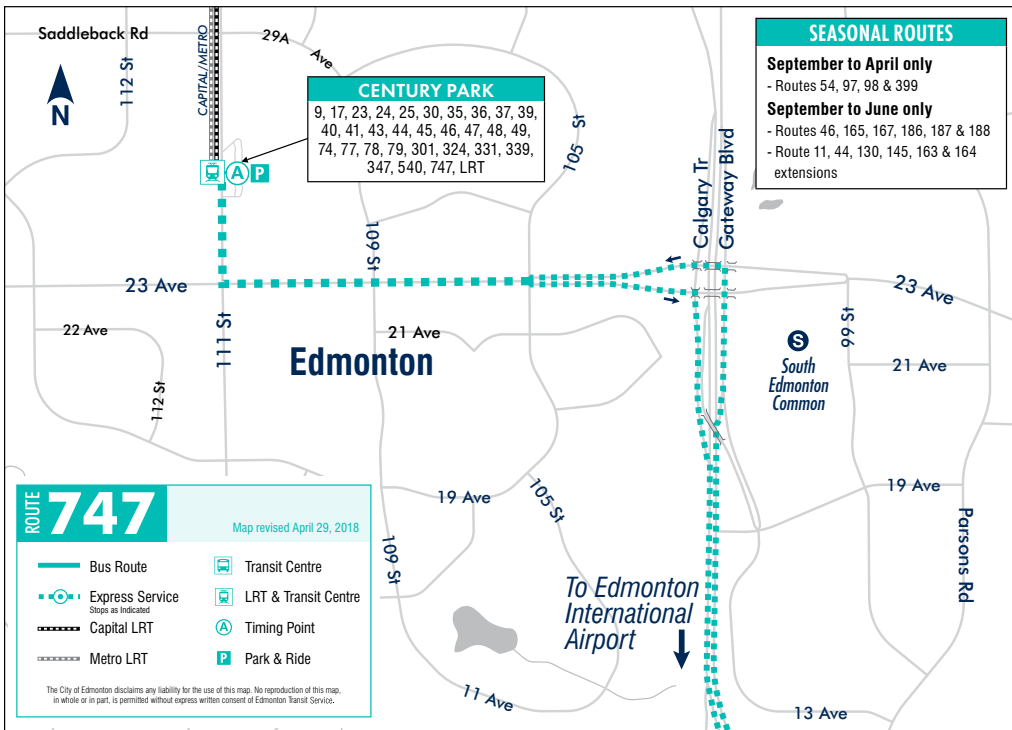 Saddleback Rd
29A Ave
112 St
CAPITAL/METRO
N
CENTURY PARK
9, 17, 23, 24, 25, 30, 35, 36, 37, 39,
40, 41, 43, 44, 45, 46, 47, 48, 49,
74, 77, 78, 79, 301, 324, 331, 339,
347, 540, 747, LRT
SEASONAL ROUTES
September to April only
- Routes 54, 97, 98 & 399
September to June only
- Routes 46, 165, 167, 186, 187 & 188
- Route 11, 44, 130, 145, 163 & 164
extensions
A
P
105 St
Calgary Tr
Gateway Blvd
109 St
23 Ave
23 Ave
22 Ave
111 St
21 Ave
Edmonton
112 St
99 St
S
South
Edmonton
Common
21 Ave
19 Ave
105 St
19 Ave
109 St
Parsons Rd
To Edmonton
International
Airport
11 Ave
13 Ave
ROUTE 747
Map revised April 29, 2018
Bus Route
Transit Centre
Express Service
Stops as Indicated
LRT & Transit Centre
Capital LRT
A Timing Point
Metro LRT
P Park & Ride
The City of Edmonton disclaims any liability for the use of this map. No reproduction of this map,
in whole or in part, is permitted without express written consent of Edmonton Transit Service.